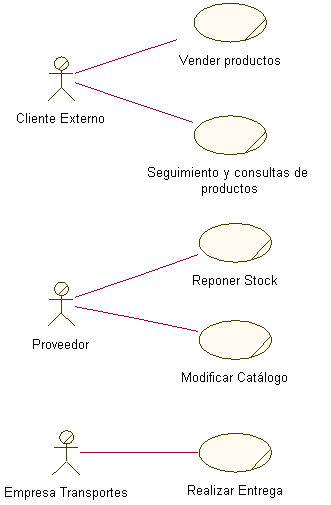 Vender productos
Cliente Externo
Seguimiento y consultas de
productos
Reponer Stock
Proveedor
Modificar Catálogo
Empresa Transportes
Realizar Entrega